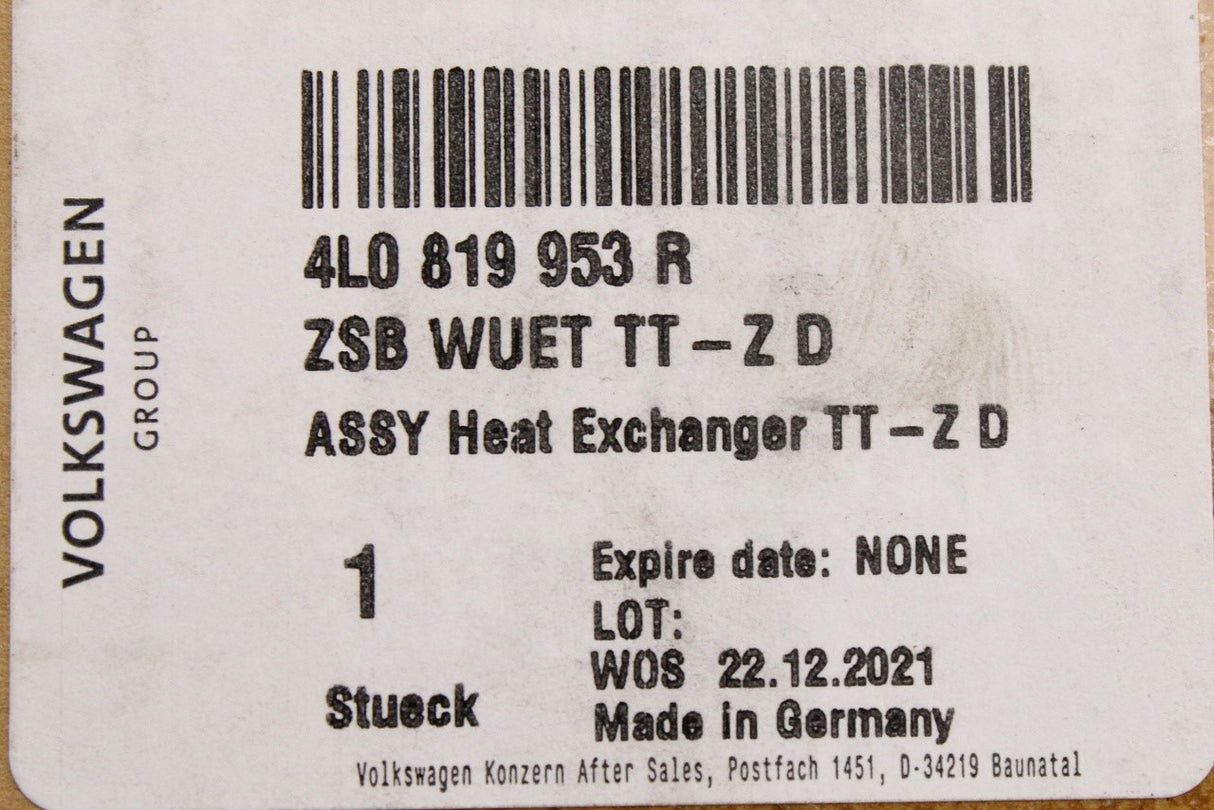 VOLKSWAGEN
GROUP
4L0 819 953 R
ZSB WUET TT-Z D
ASSY Heat Exchanger TT-Z D
1
Stueck
Expire date: NONE
LOT:
WOS 22.12.2021
Made in Germany
Volkswagen Konzern After Sales, Postfach 1451, D-34219 Baunatal